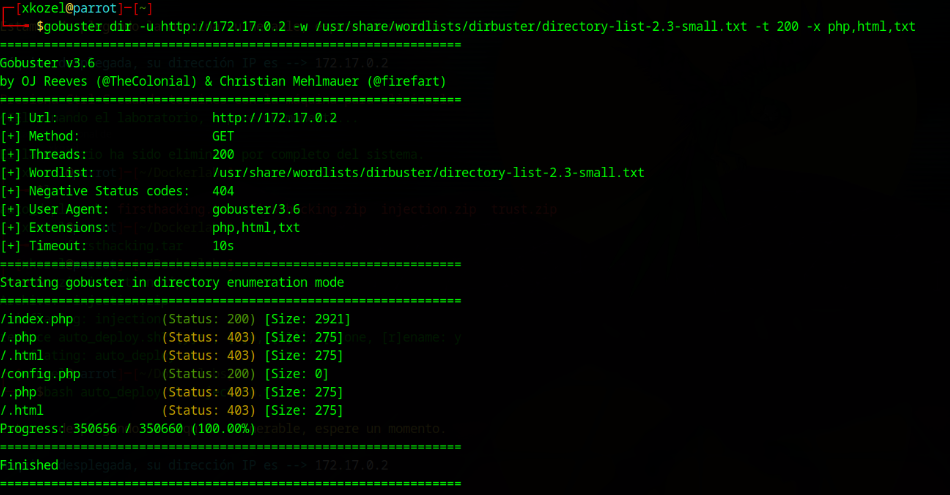 ┌─[xkozel@parrot]─[~]
└──╼ $gobuster dir -u http://172.17.0.2 -w /usr/share/wordlists/dirbuster/directory-list-2.3-small.txt -t 200 -x php,html,txt
===============================================================
Gobuster v3.6
by OJ Reeves (@TheColonial) & Christian Mehlmauer (@firefart)
===============================================================
[+] Url: http://172.17.0.2
[+] Method: GET
[+] Threads: 200
[+] Wordlist: /usr/share/wordlists/dirbuster/directory-list-2.3-small.txt
[+] Negative Status codes: 404
[+] User Agent: gobuster/3.6
[+] Extensions: php,html,txt
[+] Timeout: 10s
===============================================================
Starting gobuster in directory enumeration mode
===============================================================
/index.php (Status: 200) [Size: 2921]
/.php (Status: 403) [Size: 275]
/.html (Status: 403) [Size: 275]
/config.php (Status: 200) [Size: 0]
/.php (Status: 403) [Size: 275]
/.html (Status: 403) [Size: 275]
Progress: 350656 / 350660 (100.00%)
===============================================================
Finished
===============================================================